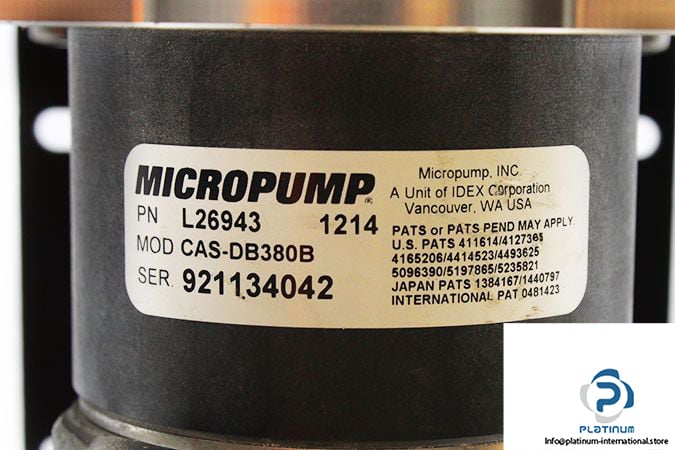 MICROPUMP®
PN L26943 1214
MOD CAS-DB380B
SER. 921134042
Micropump, INC.
A Unit of IDEX Corporation
Vancouver, WA USA
PATS or PATS PEND MAY APPLY.
U.S. PATS 411614/4127365
4165206/4414523/4493625
5096390/5197865/5235821
JAPAN PATS 1384167/1440797
INTERNATIONAL PAT 0481423
PLATINUM
Info@platinum-international.store